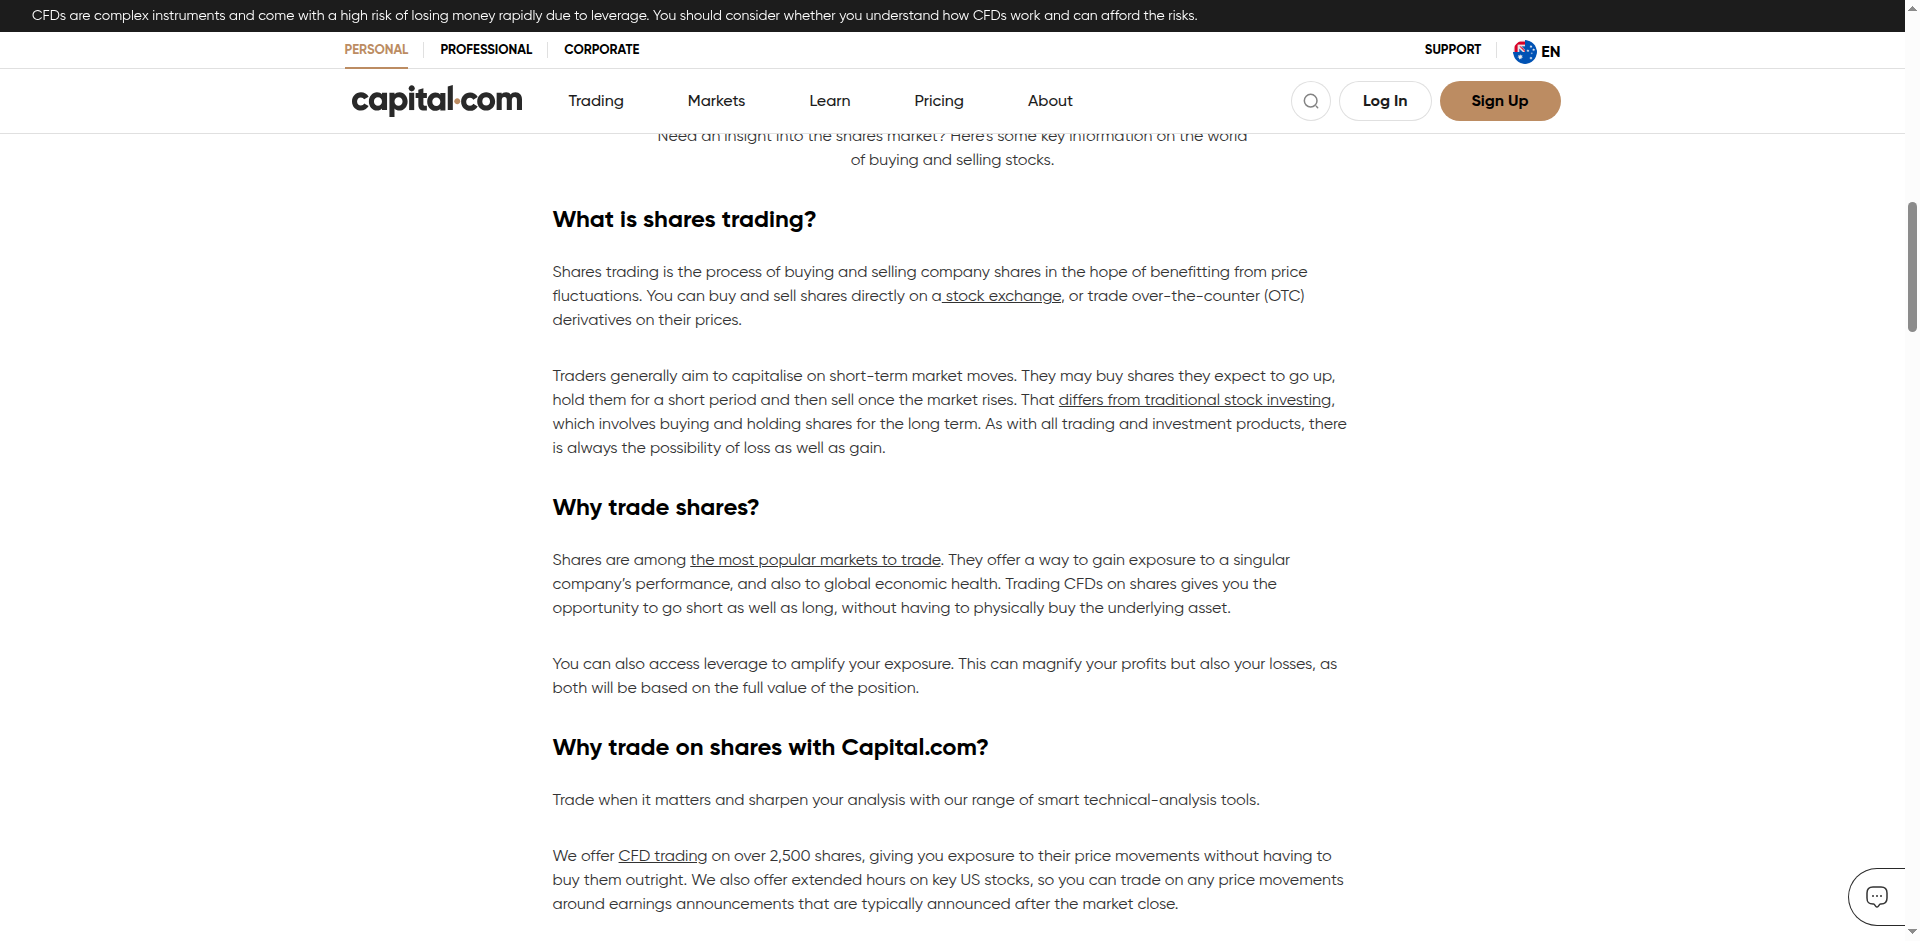 CFDs are complex instruments and come with a high risk of losing money rapidly due to leverage. You should consider whether you understand how CFDs work and can afford the risks.
PERSONAL PROFESSIONAL CORPORATE SUPPORT EN
capital.com Trading Markets Learn Pricing About Log In Sign Up
Need an insight into the shares market? Here's some key information on the world
of buying and selling stocks.
What is shares trading?
Shares trading is the process of buying and selling company shares in the hope of benefitting from price
fluctuations. You can buy and sell shares directly on a stock exchange, or trade over-the-counter (OTC)
derivatives on their prices.
Traders generally aim to capitalise on short-term market moves. They may buy shares they expect to go up,
hold them for a short period and then sell once the market rises. That differs from traditional stock investing,
which involves buying and holding shares for the long term. As with all trading and investment products, there
is always the possibility of loss as well as gain.
Why trade shares?
Shares are among the most popular markets to trade. They offer a way to gain exposure to a singular
company's performance, and also to global economic health. Trading CFDs on shares gives you the
opportunity to go short as well as long, without having to physically buy the underlying asset.
You can also access leverage to amplify your exposure. This can magnify your profits but also your losses, as
both will be based on the full value of the position.
Why trade on shares with Capital.com?
Trade when it matters and sharpen your analysis with our range of smart technical-analysis tools.
We offer CFD trading on over 2,500 shares, giving you exposure to their price movements without having to
buy them outright. We also offer extended hours on key US stocks, so you can trade on any price movements
around earnings announcements that are typically announced after the market close.